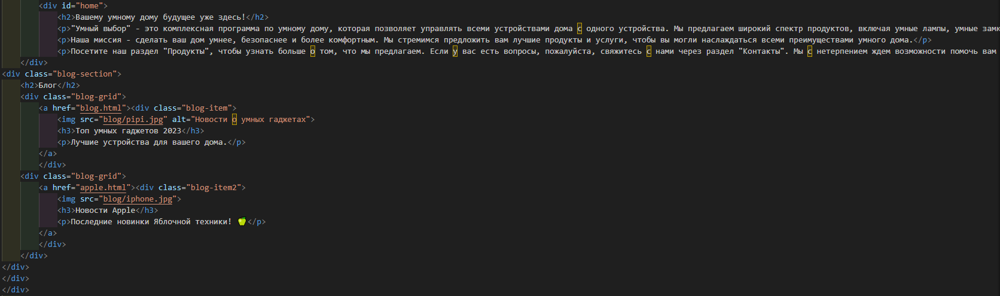 <div id="home">
<h2>Вашему умному дому будущее уже здесь!</h2>
<p>"Умный выбор" - это комплексная программа по умному дому, которая позволяет управлять всеми устройствами дома с одного устройства. Мы предлагаем широкий спектр продуктов, включая умные лампы, умные замк
<p>Наша миссия - сделать ваш дом умнее, безопаснее и более комфортным. Мы стремимся предложить вам лучшие продукты и услуги, чтобы вы могли наслаждаться всеми преимуществами умного дома.</p>
<p>Посетите наш раздел "Продукты", чтобы узнать больше о том, что мы предлагаем. Если у вас есть вопросы, пожалуйста, свяжитесь с нами через раздел "Контакты". Мы с нетерпением ждем возможности помочь вам
</div>
<div class="blog-section">
<h2>Блог</h2>
<div class="blog-grid">
<a href="blog.html"><div class="blog-item">
<img src="blog/pipi.jpg" alt="Новости о умных гаджетах">
<h3>Топ умных гаджетов 2023</h3>
<p>Лучшие устройства для вашего дома.</p>
</a>
</div>
<div class="blog-grid">
<a href="apple.html"><div class="blog-item2">
<img src="blog/iphone.jpg">
<h3>Новости Apple</h3>
<p>Последние новинки Яблочной техники! 🍏</p>
</a>
</div>
</div>
</div>
</div>
</div>